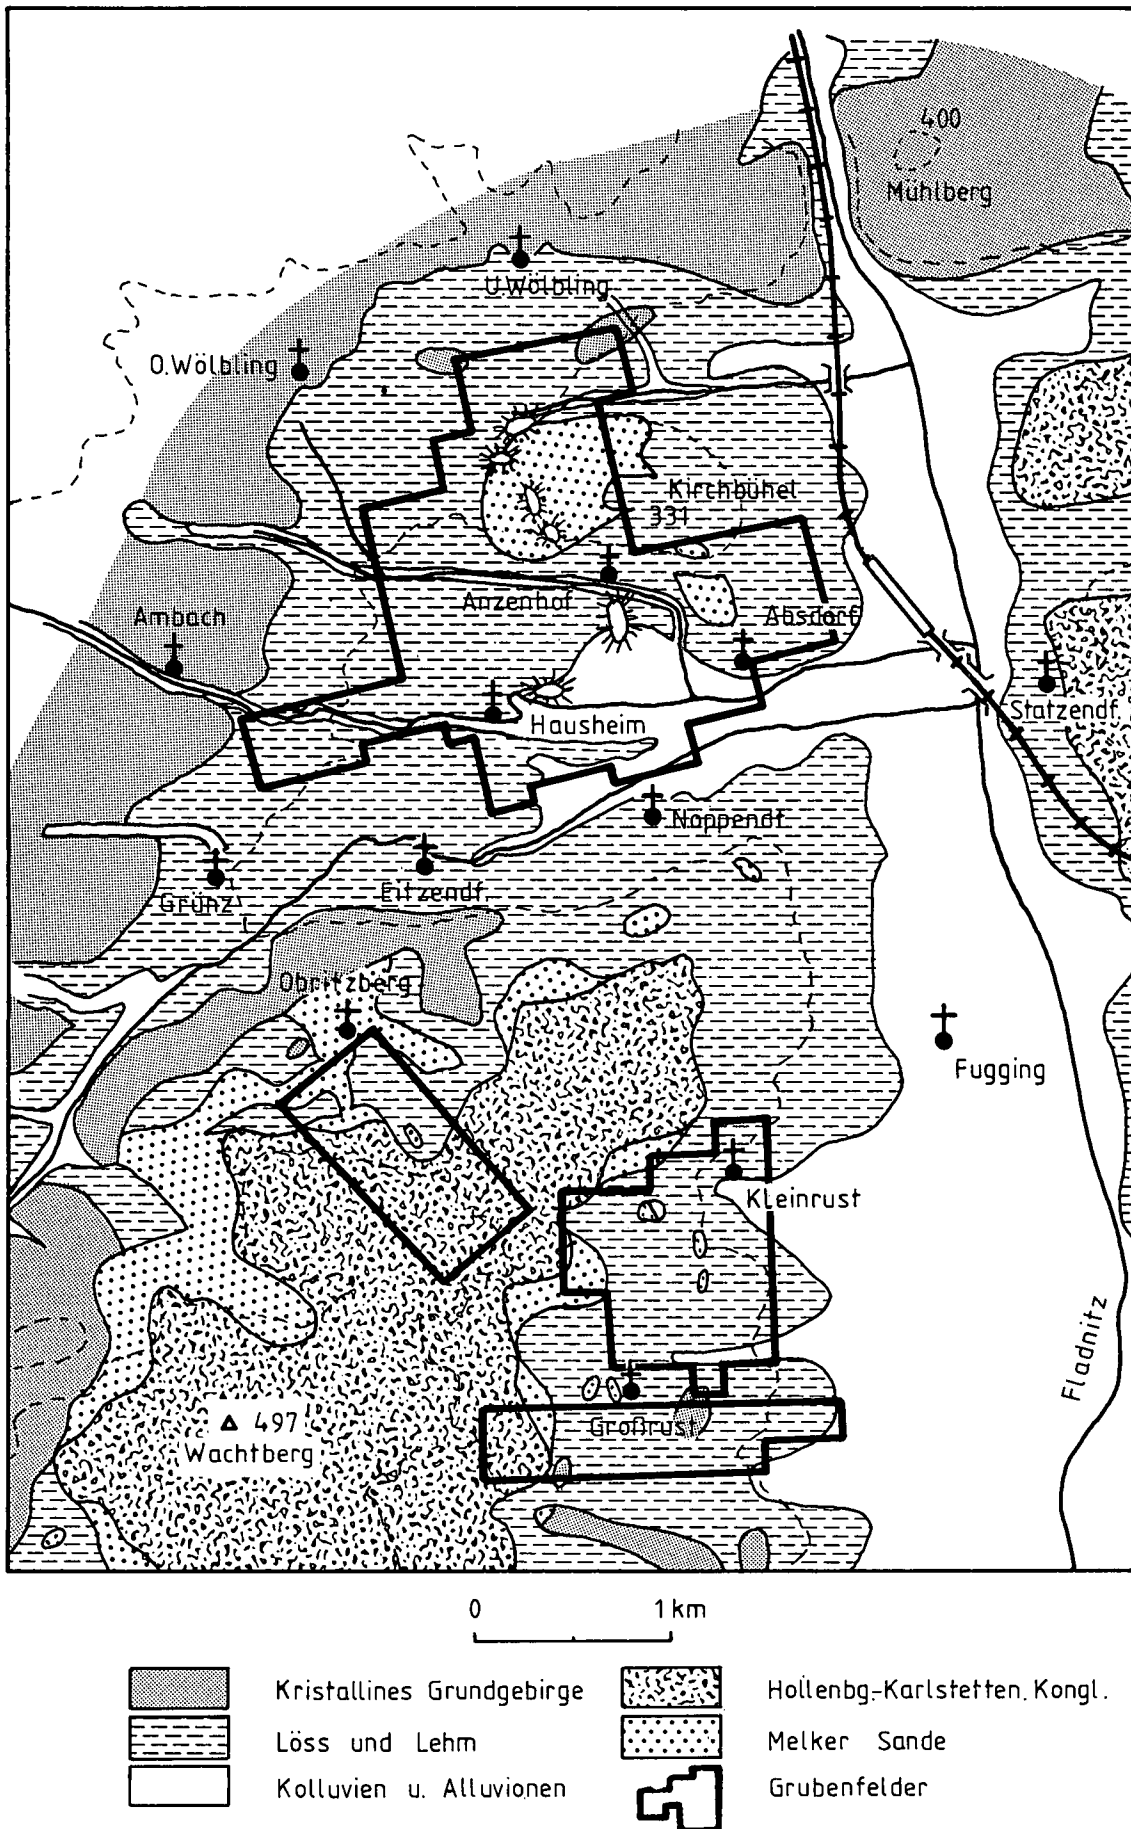 400
Mühlberg
U.Wölbling
O.Wölbling
Kirchbühel
331
Anzenhof
Absdorf
Ambach
Statzendf.
Hausheim
Noppendf.
Eitzendf.
Grünz
Obritzberg
Fugging
Kleinrust
Fladnitz
497
Wachtberg
Großrust
0 1 km
Kristallines Grundgebirge
Hollenbg.-Karlstetten. Kongl.
Löss und Lehm
Melker Sande
Kolluvien u. Alluvionen
Grubenfelder